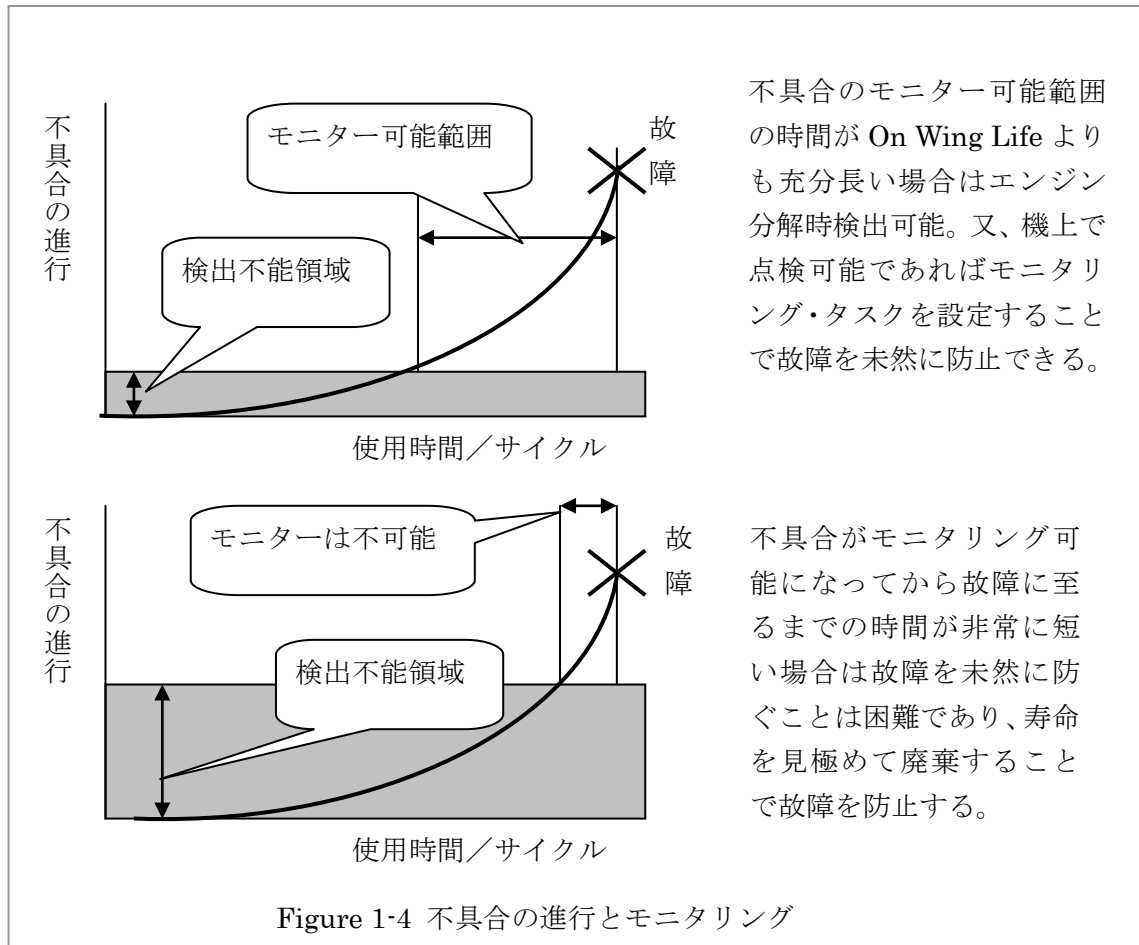 不具合の進行
モニター可能範囲
故障
検出不能領域
使用時間／サイクル
不具合のモニター可能範囲
の時間が On Wing Life より
も充分長い場合はエンジン
分解時検出可能。又、機上で
点検可能であればモニタリ
ング・タスクを設定すること
で故障を未然に防止できる。
不具合の進行
モニターは不可能
故障
検出不能領域
使用時間／サイクル
不具合がモニタリング可
能になってから故障に至
るまでの時間が非常に短
い場合は故障を未然に防
ぐことは困難であり、寿命
を見極めて廃棄すること
で故障を防止する。
Figure 1-4 不具合の進行とモニタリング